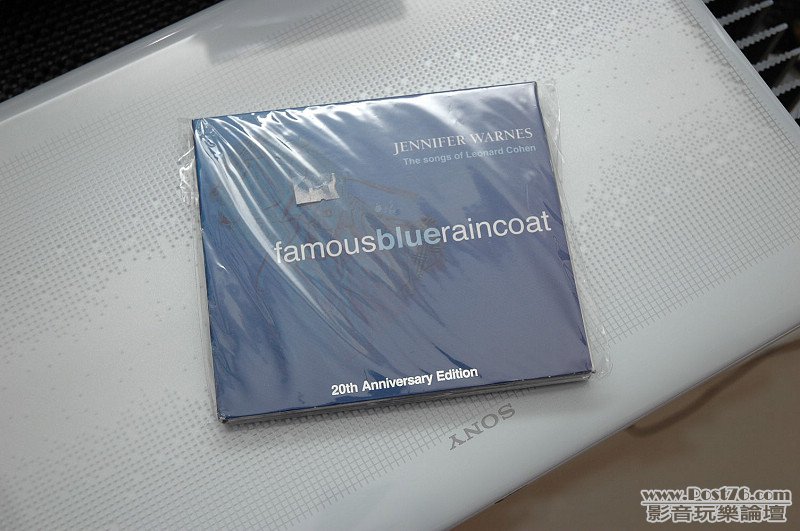 JENNIFER WARNES
The songs of Leonard Cohen
famousblueraincoat
20th Anniversary Edition
SONY
www.Post76.com
影音玩樂論壇